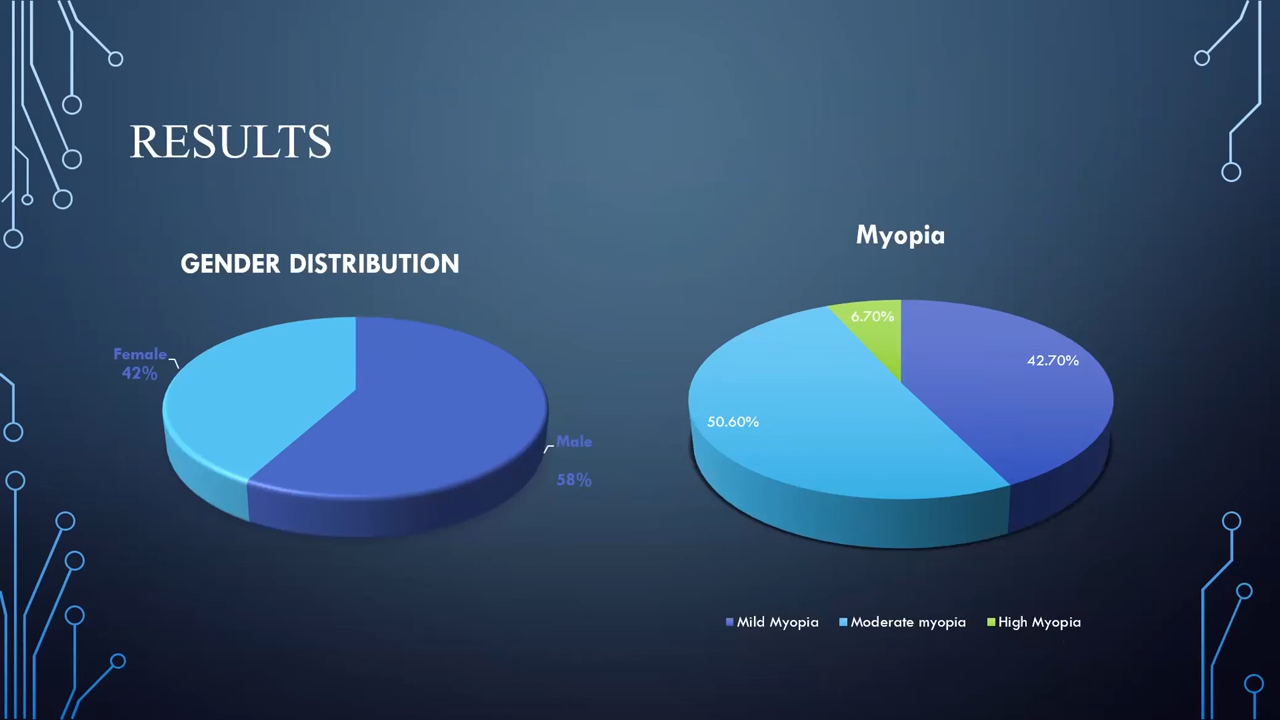 RESULTS
GENDER DISTRIBUTION
Female
42%
Male
58%
Myopia
6.70%
42.70%
50.60%
Mild Myopia Moderate myopia High Myopia